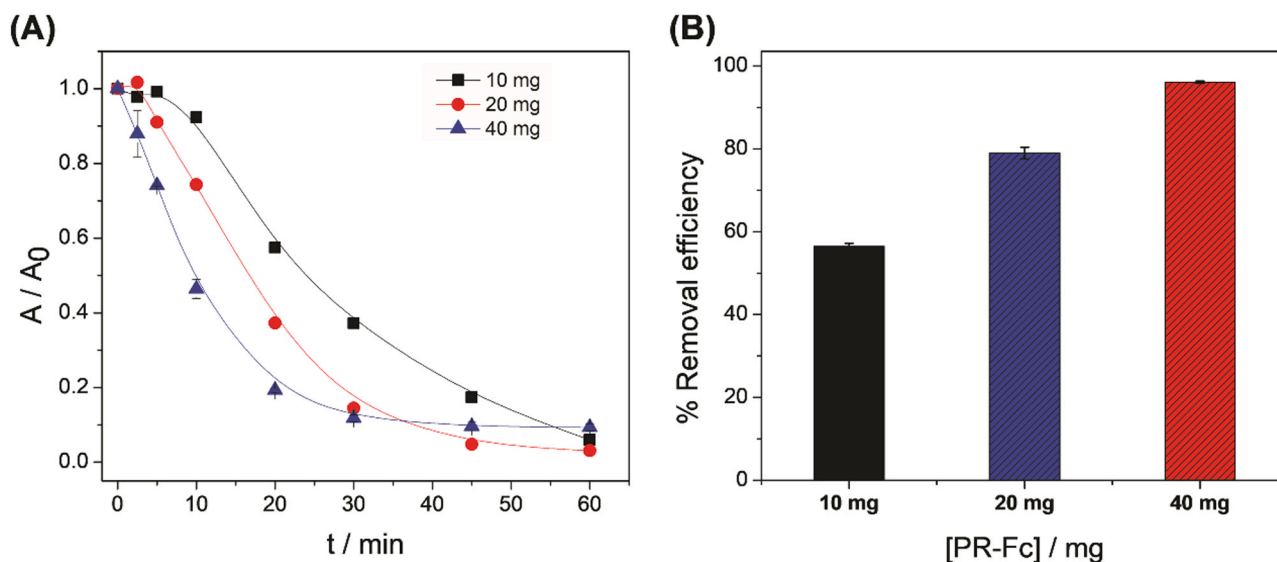 (A)
1.0
0.8
0.6
0.4
0.2
0.0
A / A0
0 10 20 30 40 50 60
t / min
10 mg
20 mg
40 mg
(B)
100
80
60
40
20
0
% Removal efficiency
10 mg 20 mg 40 mg
[PR-Fc] / mg